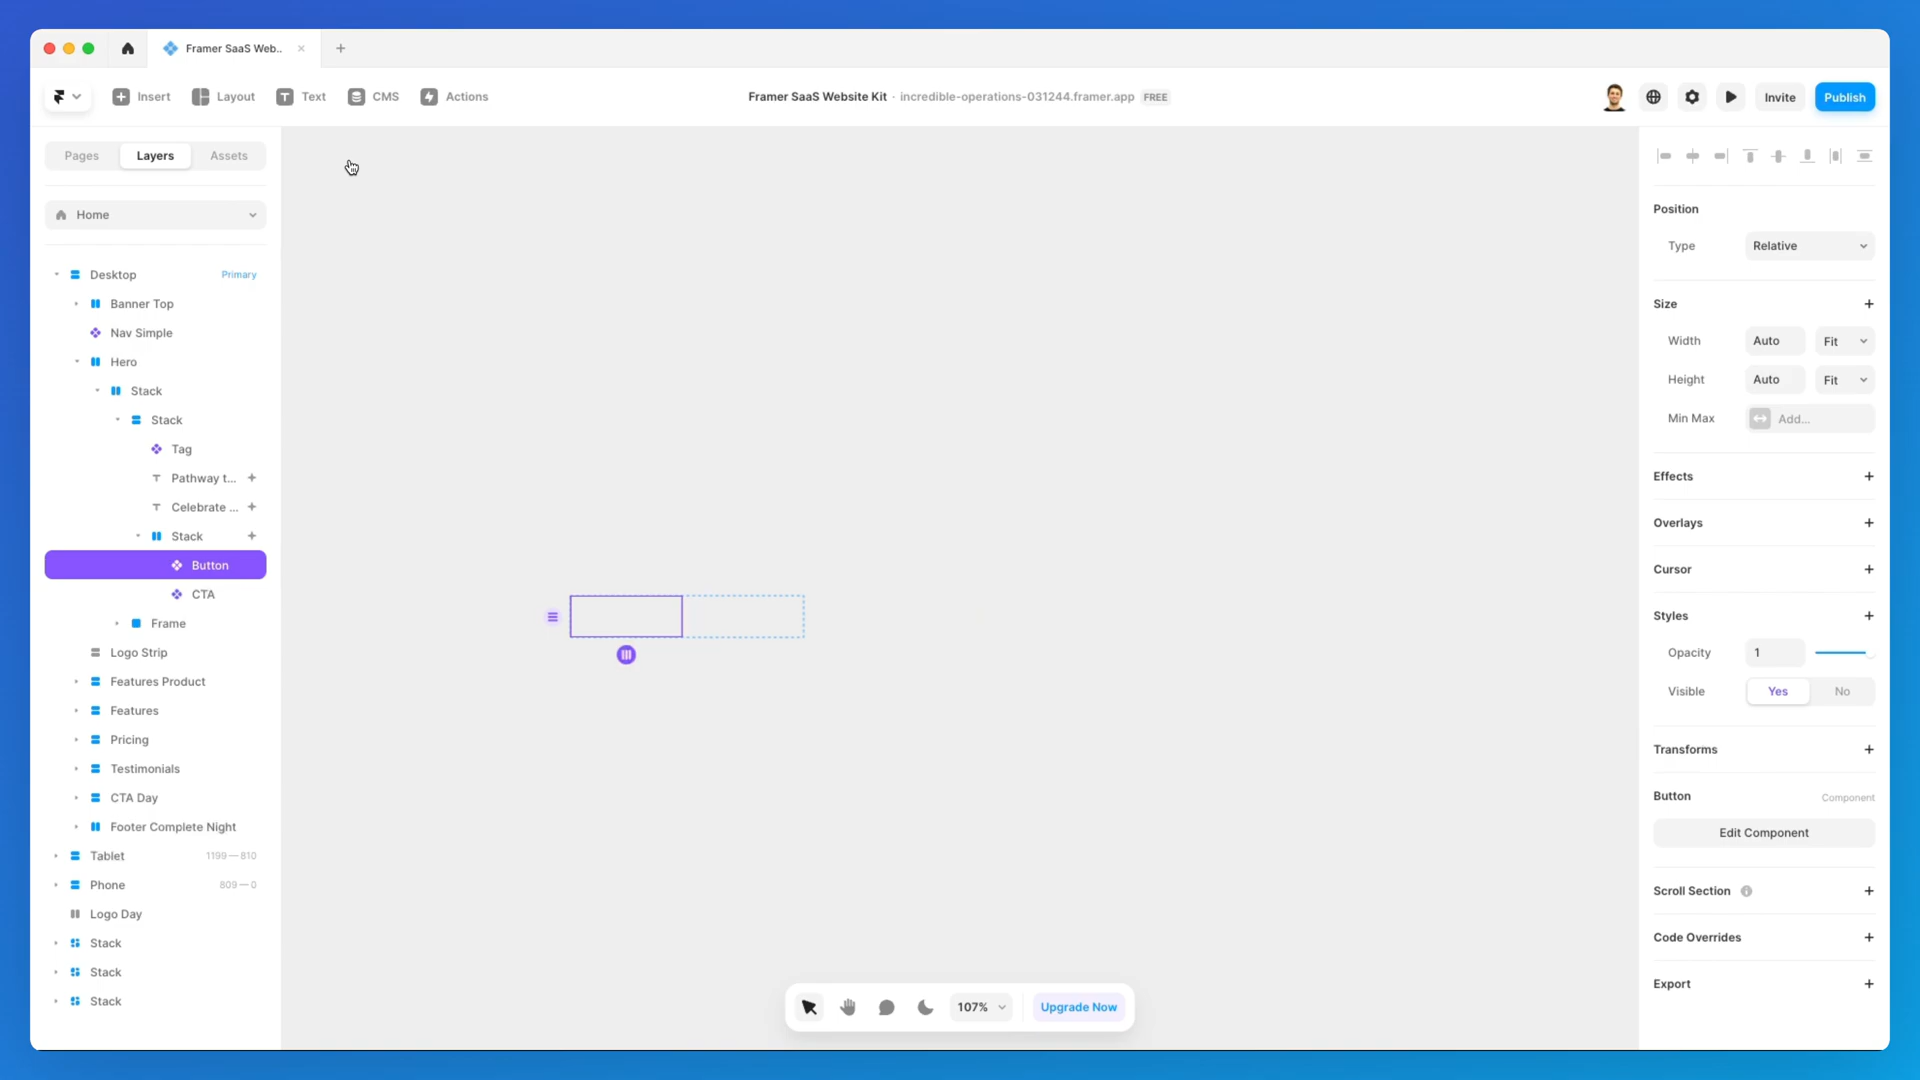 Framer SaaS Web..
Insert
Layout
Text
CMS
Actions
Framer SaaS Website Kit · incredible-operations-031244.framer.app FREE
Invite
Publish
Pages
Layers
Assets
Home
Desktop
Primary
Banner Top
Nav Simple
Hero
Stack
Stack
Tag
Pathway t...
Celebrate ...
Stack
Button
CTA
Frame
Logo Strip
Features Product
Features
Pricing
Testimonials
CTA Day
Footer Complete Night
Tablet
1199 — 810
Phone
809 — 0
Logo Day
Stack
Stack
Stack
107%
Upgrade Now
Position
Type
Relative
Size
Width
Auto
Fit
Height
Auto
Fit
Min Max
Add...
Effects
Overlays
Cursor
Styles
Opacity
1
Visible
Yes
No
Transforms
Button
Component
Edit Component
Scroll Section
Code Overrides
Export